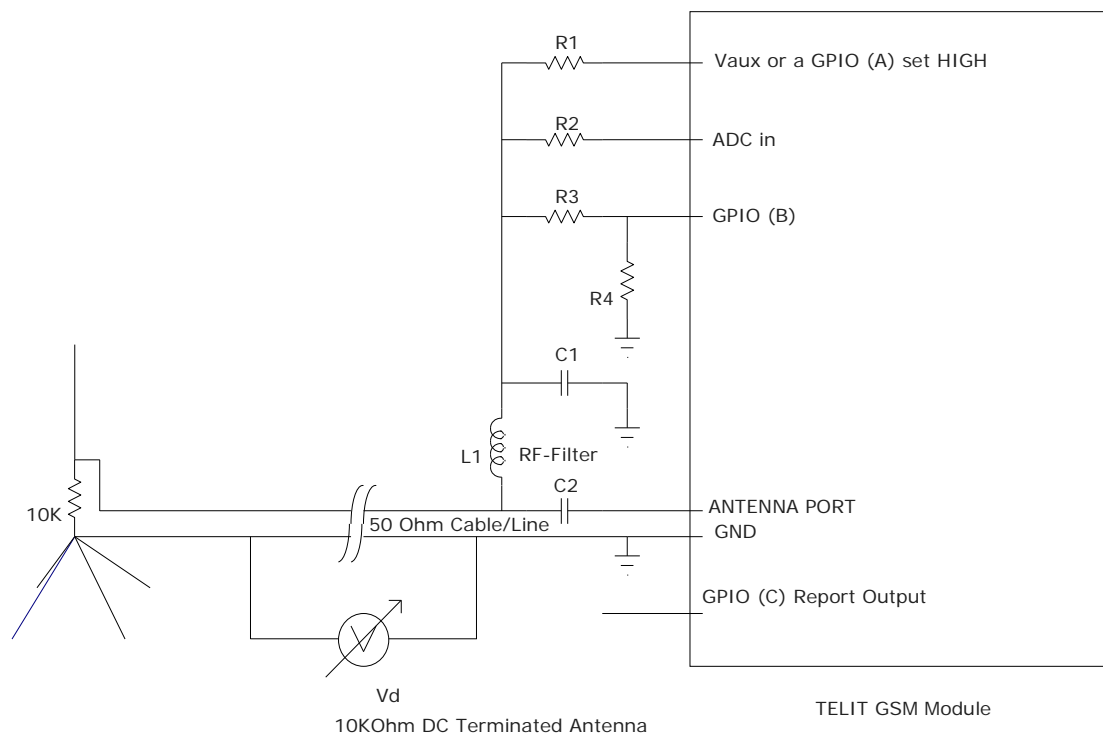 R1
Vaux or a GPIO (A) set HIGH
R2
ADC in
R3
GPIO (B)
R4
C1
L1
RF-Filter
C2
10K
50 Ohm Cable/Line
ANTENNA PORT
GND
GPIO (C) Report Output
V
Vd
10KOhm DC Terminated Antenna
TELIT GSM Module